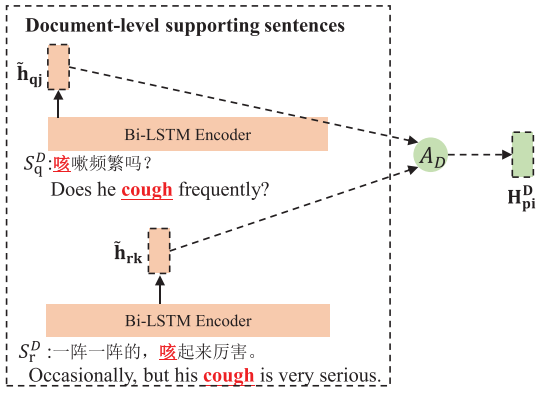 Document-level supporting sentences
h̃qj
Bi-LSTM Encoder
S_q^D:咳嗽频繁吗?
Does he cough frequently?
A_D
H_pi^D
h̃rk
Bi-LSTM Encoder
S_r^D:一阵一阵的，咳起来厉害。
Occasionally, but his cough is very serious.